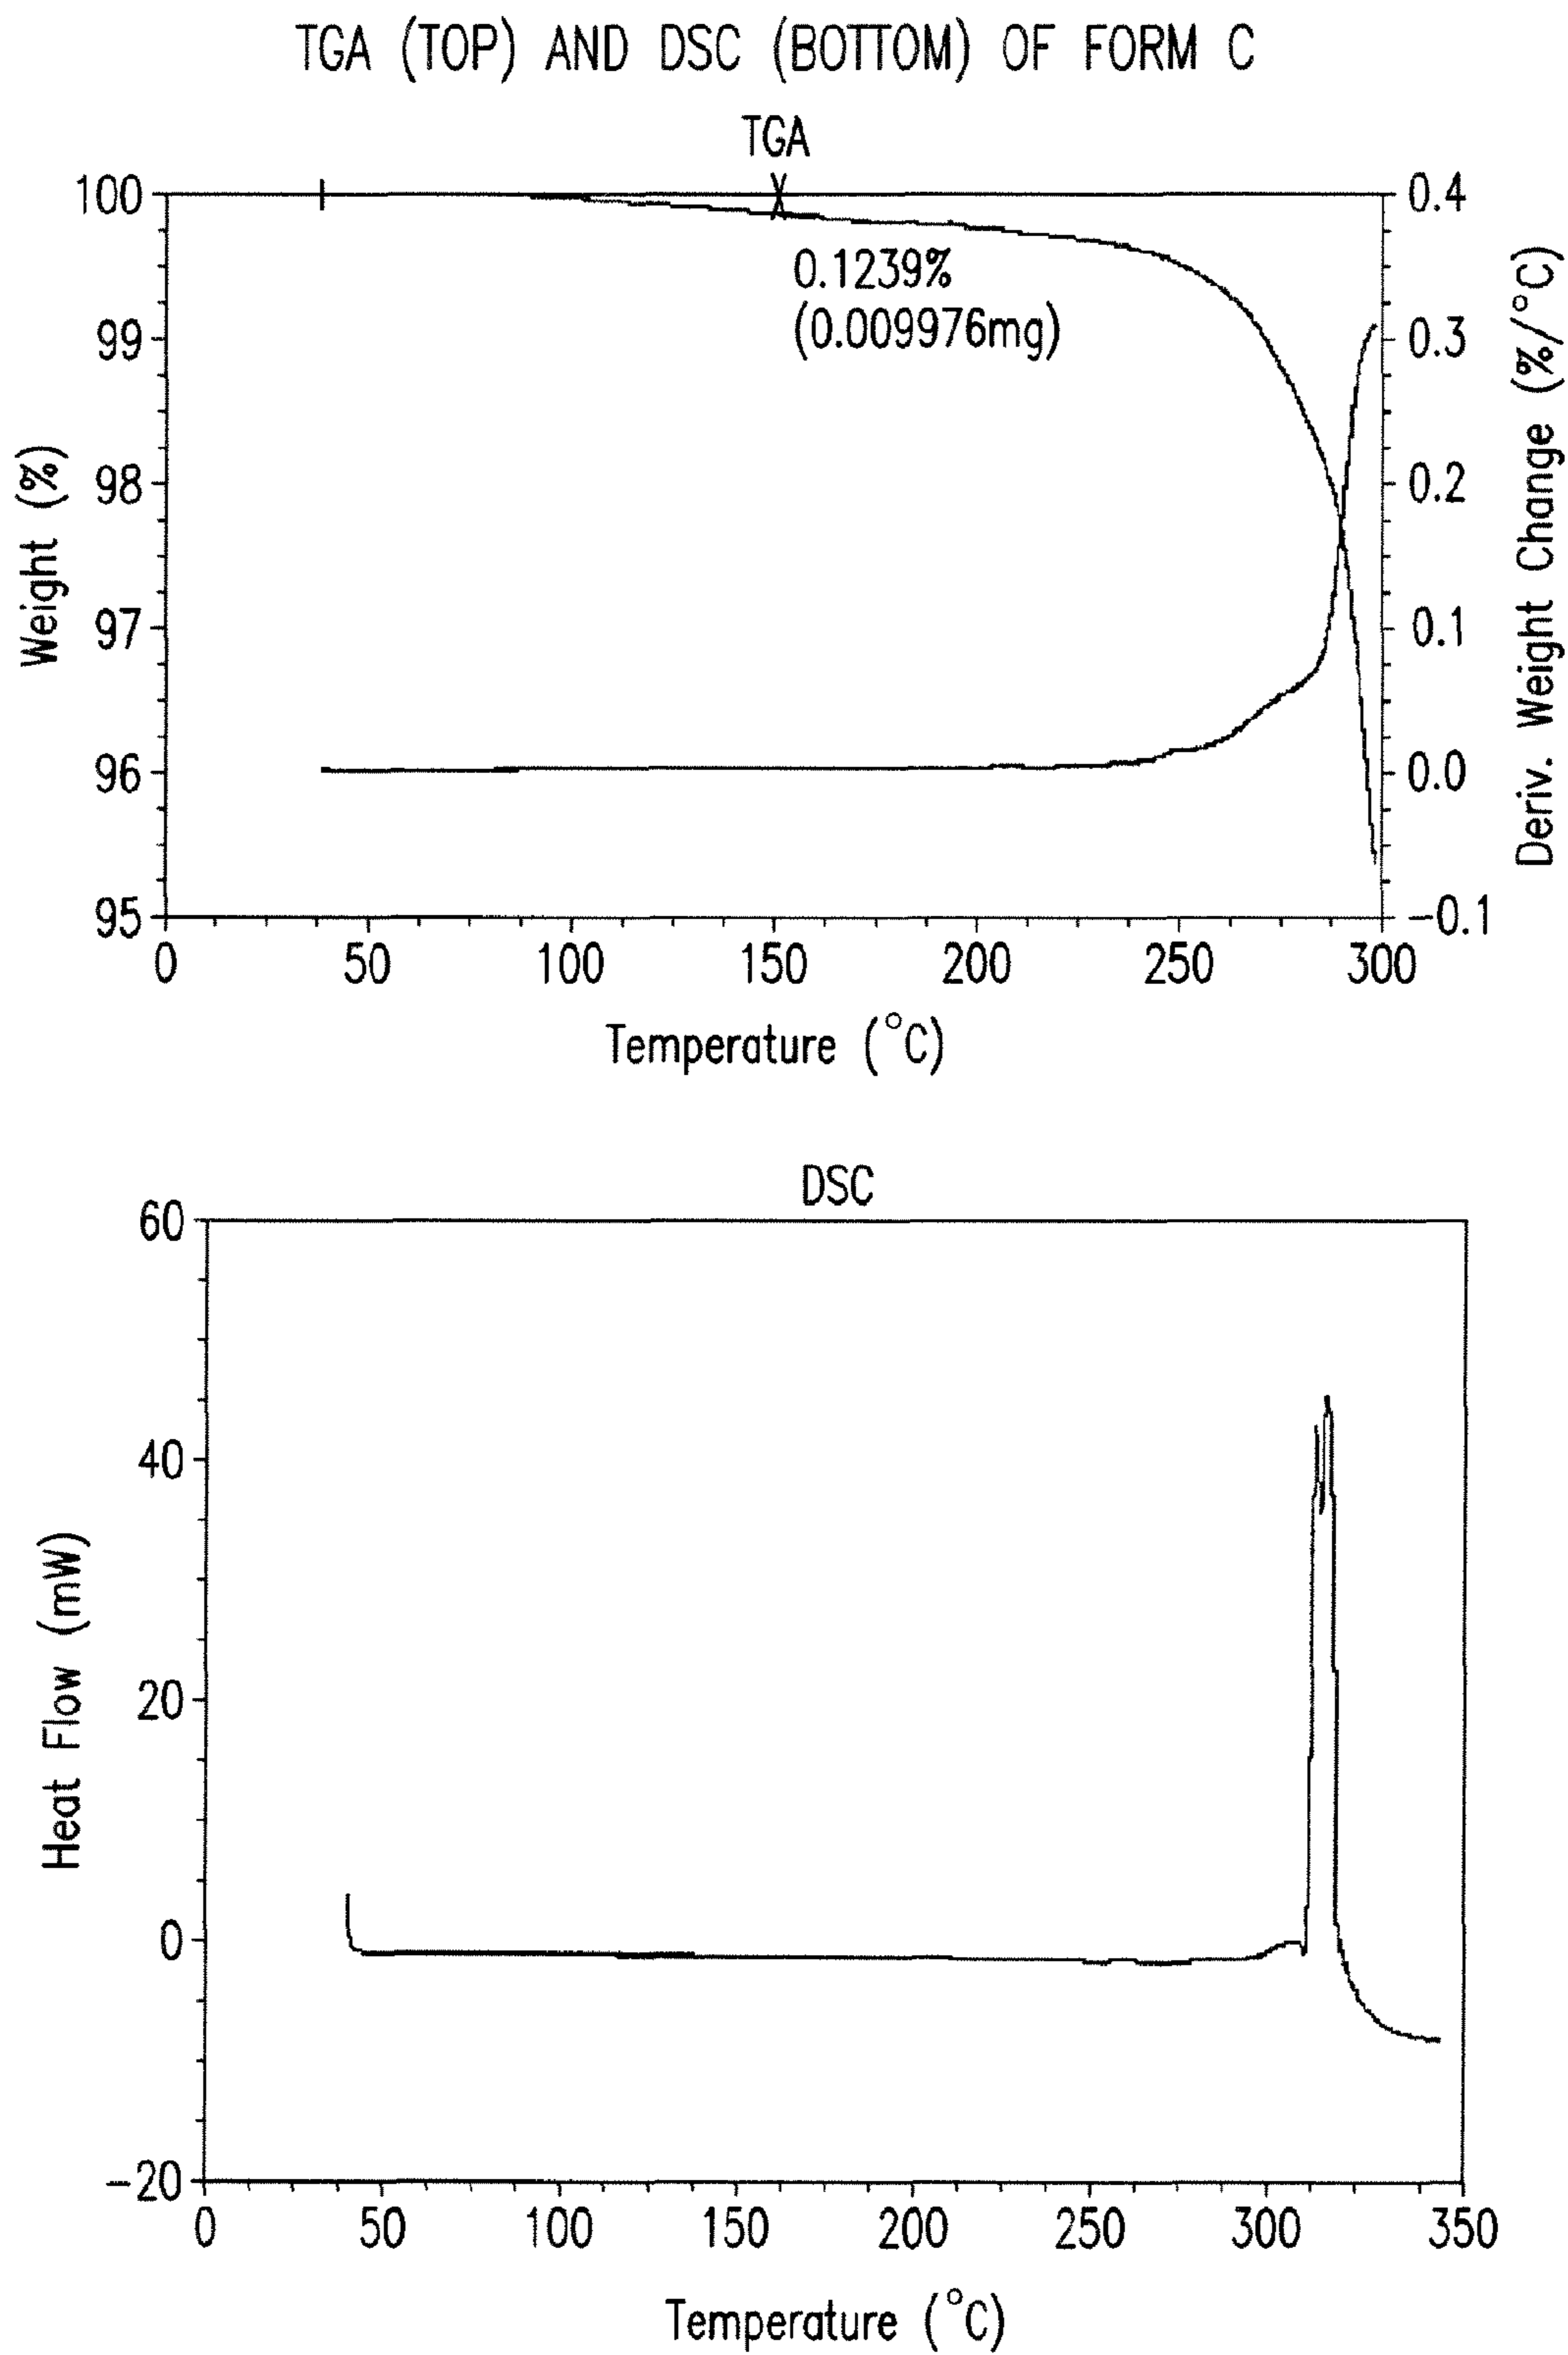 TGA (TOP) AND DSC (BOTTOM) OF FORM C
TGA
100
99
98
97
96
95
Weight (%)
0.1239%
(0.009976mg)
0.4
0.3
0.2
0.1
0.0
-0.1
Deriv. Weight Change (%/°C)
0 50 100 150 200 250 300
Temperature (°C)
DSC
60
40
20
0
-20
Heat Flow (mW)
0 50 100 150 200 250 300 350
Temperature (°C)